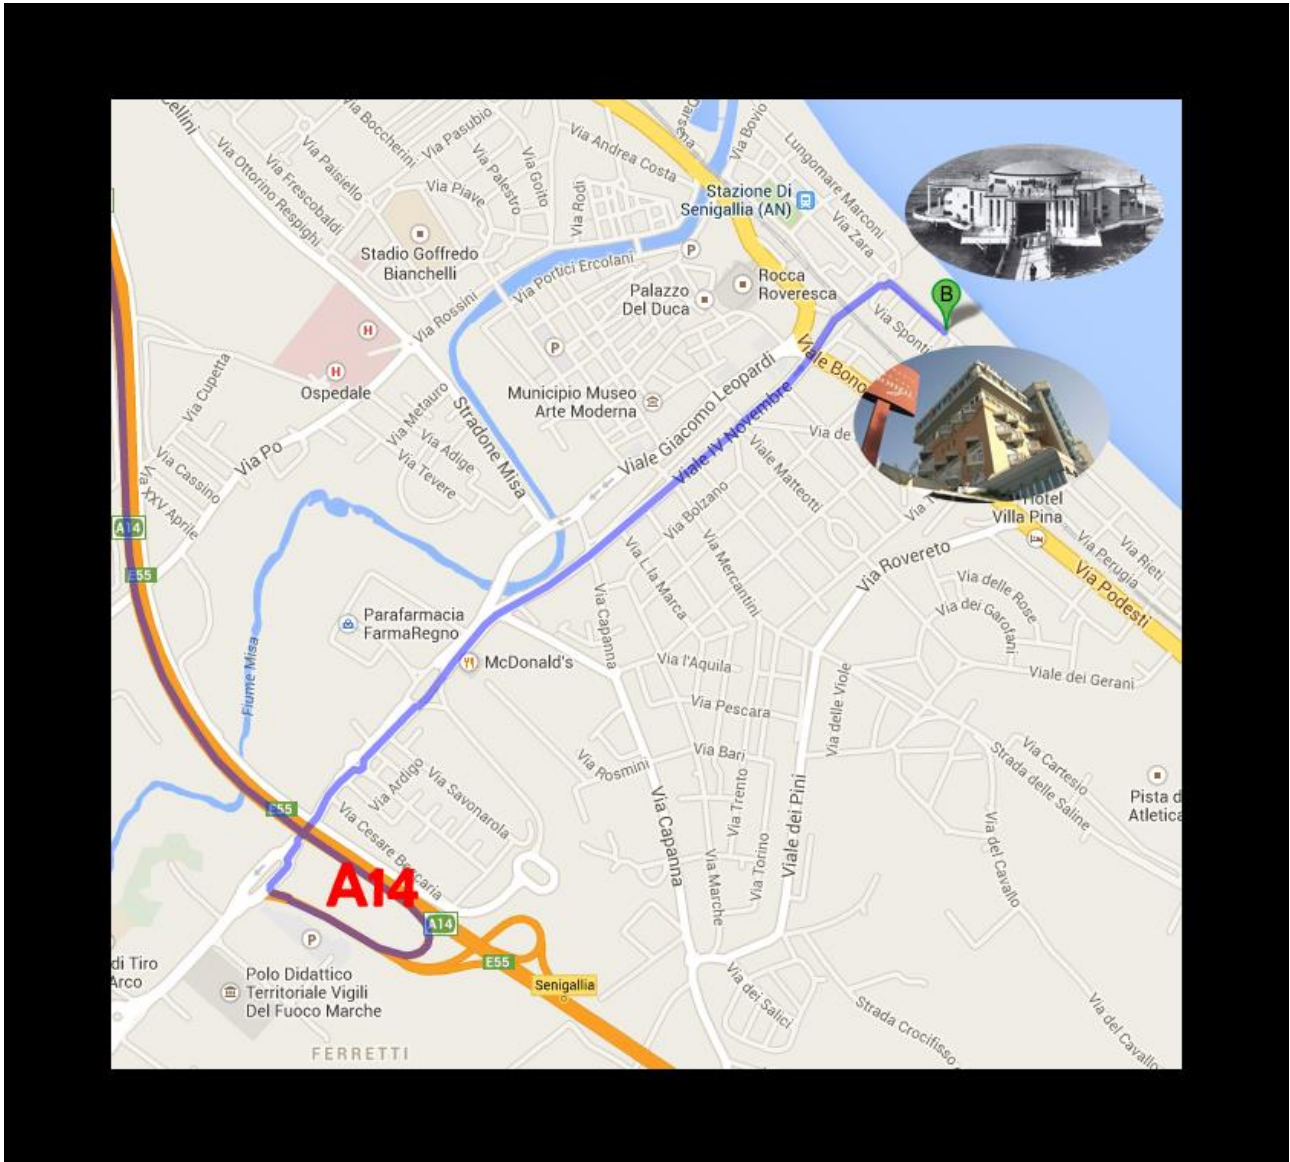 Cellini
Via Boccherini
Via Pasubio
Via Andrea Costa
Via Bovio
Lungomare Marconi
Via Ottorino Respighi
Via Frescobaldi
Via Paisiello
Via Piave
Via Palestro
Via Goito
Via Rodi
Stazione Di
Senigallia (AN)
Via Zara
Stadio Goffredo
Bianchelli
Via Portici Ercolani
P
Rocca
Roveresca
Palazzo
Del Duca
B
Via Rossini
H
P
Via Sponti
H
Ospedale
Via Cupetta
Municipio Museo
Arte Moderna
Viale Giacomo Leopardi
Viale Bono
Via Metauro
Via Adige
Via Tevere
Stradone Misa
Viale IV Novembre
Via de
Viale Matteotti
Via Po
Via Cassino
Via XXV Aprile
Via Bolzano
Hotel
Villa Pina
A14
E55
Via L. la Marca
Via Mercantini
Via Rovereto
Via Perugia
Via Rieti
Via Podesti
Via delle Rose
Via dei Garofani
Via Capanna
Parafarmacia
FarmaRegno
McDonald's
Via l'Aquila
Viale dei Gerani
Fiume Misa
Via Pescara
Via delle Viole
Via Rosmini
Via Bari
Via Cartesio
Strada delle Saline
Via Ardigo
Via Savonarola
Via Trento
Pista d
Atletica
E55
Via Cesare Beccaria
Via Capanna
Via Torino
Viale dei Pini
Via del Cavallo
A14
Via Marche
A14
P
E55
di Tiro
Arco
Polo Didattico
Territoriale Vigili
Del Fuoco Marche
Senigallia
Via dei Salici
Strada Crocifisso
Via del Cavallo
FERRETTI